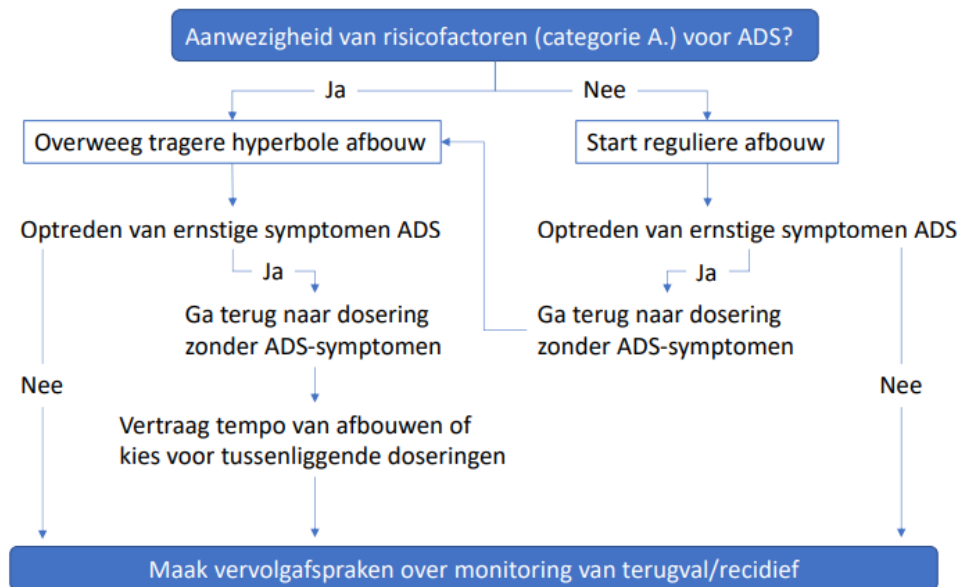 Aanwezigheid van risicofactoren (categorie A.) voor ADS?
Ja
Nee
Overweeg tragere hyperbole afbouw
Start reguliere afbouw
Optreden van ernstige symptomen ADS
Optreden van ernstige symptomen ADS
Ja
Ja
Ga terug naar dosering
zonder ADS-symptomen
Ga terug naar dosering
zonder ADS-symptomen
Nee
Nee
Vertraag tempo van afbouwen of
kies voor tussenliggende doseringen
Maak vervolgafspraken over monitoring van terugval/recidief